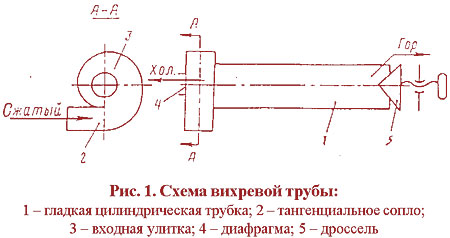 А-А
3
А
Гор
Хол.
4
Сжатый
2
А
1
5
Рис. 1. Схема вихревой трубы:
1 – гладкая цилиндрическая трубка; 2 – тангенциальное сопло;
3 – входная улитка; 4 – диафрагма; 5 – дроссель